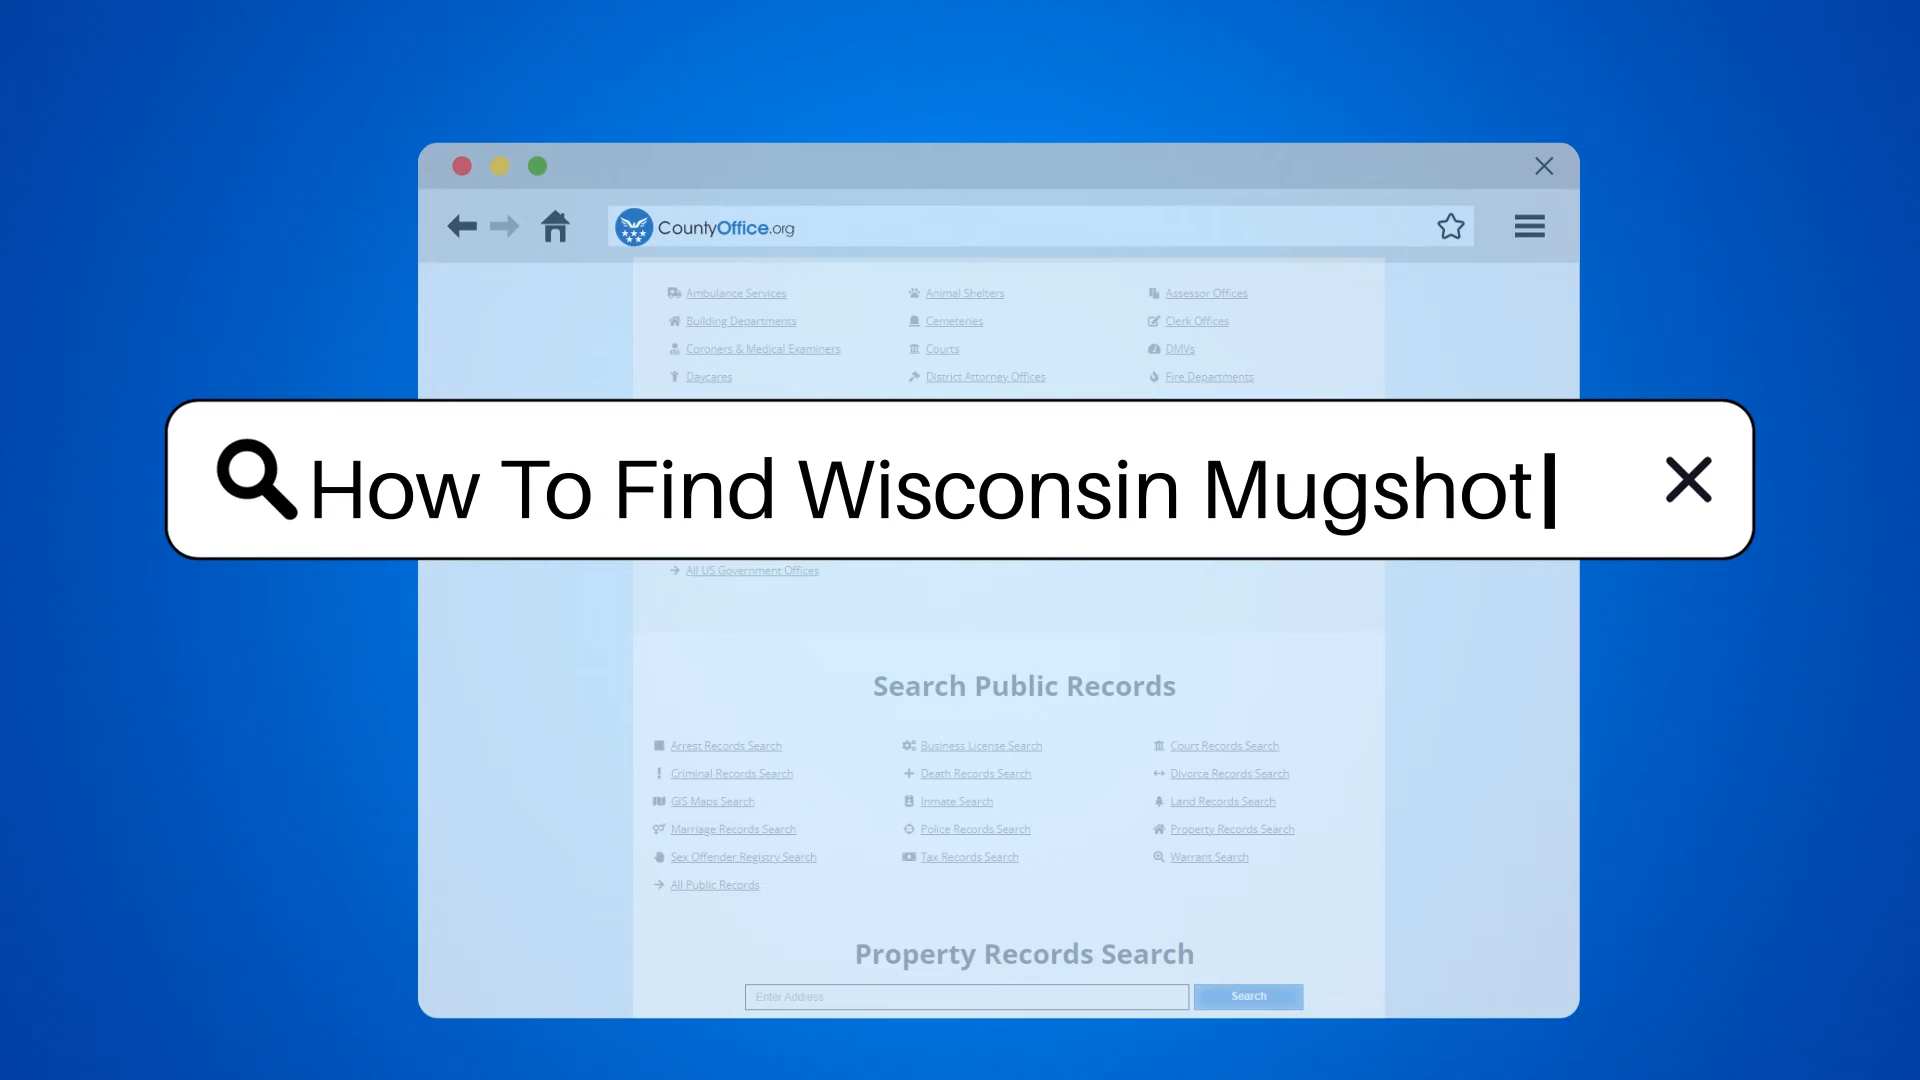 CountyOffice.org
Ambulance Services Animal Shelters Assessor Offices
Building Departments Cemeteries Clerk Offices
Coroners & Medical Examiners Courts DMVs
Daycares District Attorney Offices Fire Departments
How To Find Wisconsin Mugshot
All US Government Offices
Search Public Records
Arrest Records Search Business License Search Court Records Search
Criminal Records Search Death Records Search Divorce Records Search
GIS Maps Search Inmate Search Land Records Search
Marriage Records Search Police Records Search Property Records Search
Sex Offender Registry Search Tax Records Search Warrant Search
All Public Records
Property Records Search
Enter Address Search